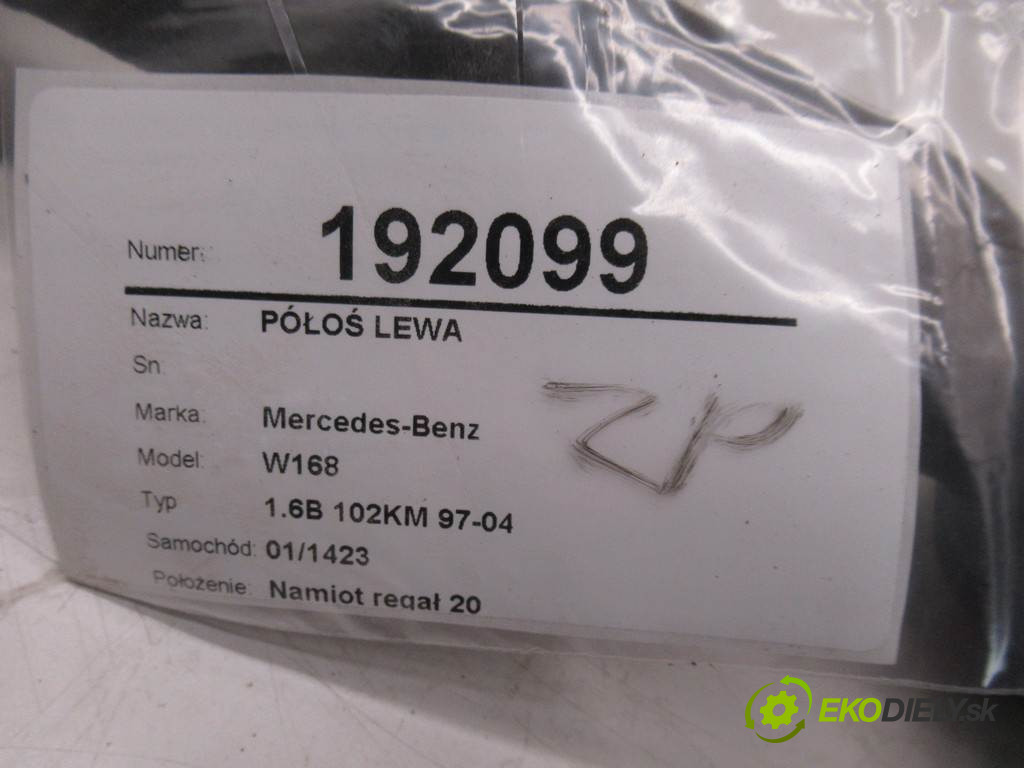 Numer: 192099
Nazwa: PÓŁOŚ LEWA
Sn
Marka: Mercedes-Benz
Model: W168
Typ 1.6B 102KM 97-04
Samochód: 01/1423
Położenie: Namiot regał 20
ZP
EKODIELY.sk